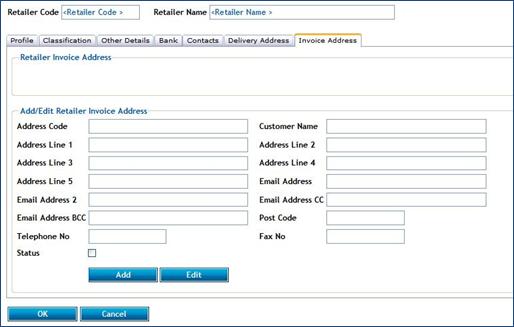 Retailer Code <Retailer Code > Retailer Name <Retailer Name >
Profile Classification Other Details Bank Contacts Delivery Address Invoice Address
Retailer Invoice Address
Add/Edit Retailer Invoice Address
Address Code Customer Name
Address Line 1 Address Line 2
Address Line 3 Address Line 4
Address Line 5 Email Address
Email Address 2 Email Address CC
Email Address BCC Post Code
Telephone No Fax No
Status
Add Edit
OK Cancel